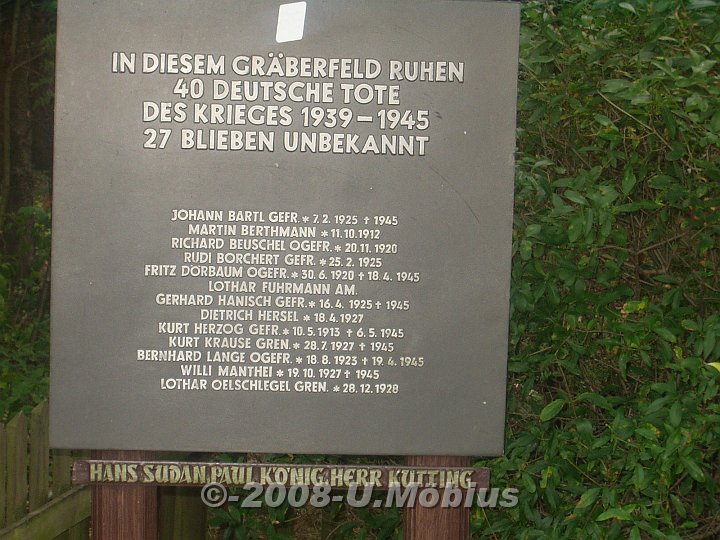 IN DIESEM GRÄBERFELD RUHEN
40 DEUTSCHE TOTE
DES KRIEGES 1939 – 1945
27 BLIEBEN UNBEKANNT
JOHANN BARTL GEFR. * 7. 2. 1925 † 1945
MARTIN BERTHMANN * 11. 10. 1912
RICHARD BEUSCHEL OGEFR. * 20. 11. 1920
RUDI BORCHERT GEFR. * 25. 2. 1925
FRITZ DÖRBAUM OGEFR. * 30. 6. 1920 † 18. 4. 1945
LOTHAR FUHRMANN AM.
GERHARD HANISCH GEFR. * 16. 4. 1925 † 1945
DIETRICH HERSEL * 18. 4. 1927
KURT HERZOG GEFR. * 10. 5. 1913 † 6. 5. 1945
KURT KRAUSE GREN. * 28. 7. 1927 † 1945
BERNHARD LANGE OGEFR. * 18. 8. 1923 † 19. 4. 1945
WILLI MANTHEI * 19. 10. 1927 † 1945
LOTHAR OELSCHLEGEL GREN. * 28. 12. 1928
HANS SUDAN, PAUL KÖNIG, HERR KÜTTING
©-2008-U.Möbius